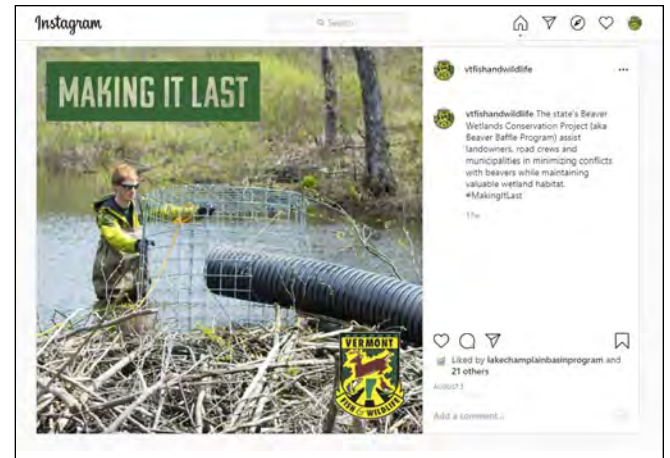 Instagram
Search
MAKING IT LAST
VERMONT
FISH & WILDLIFE
vtfishandwildlife
vtfishandwildlife The state's Beaver
Wetlands Conservation Project (aka
Beaver Baffle Program) assist
landowners, road crews and
municipalities in minimizing conflicts
with beavers while maintaining
valuable wetland habitat.
#MakingItLast
Liked by lakechamplainbasinprogram and
21 others
AUGUST 3
Add a comment...